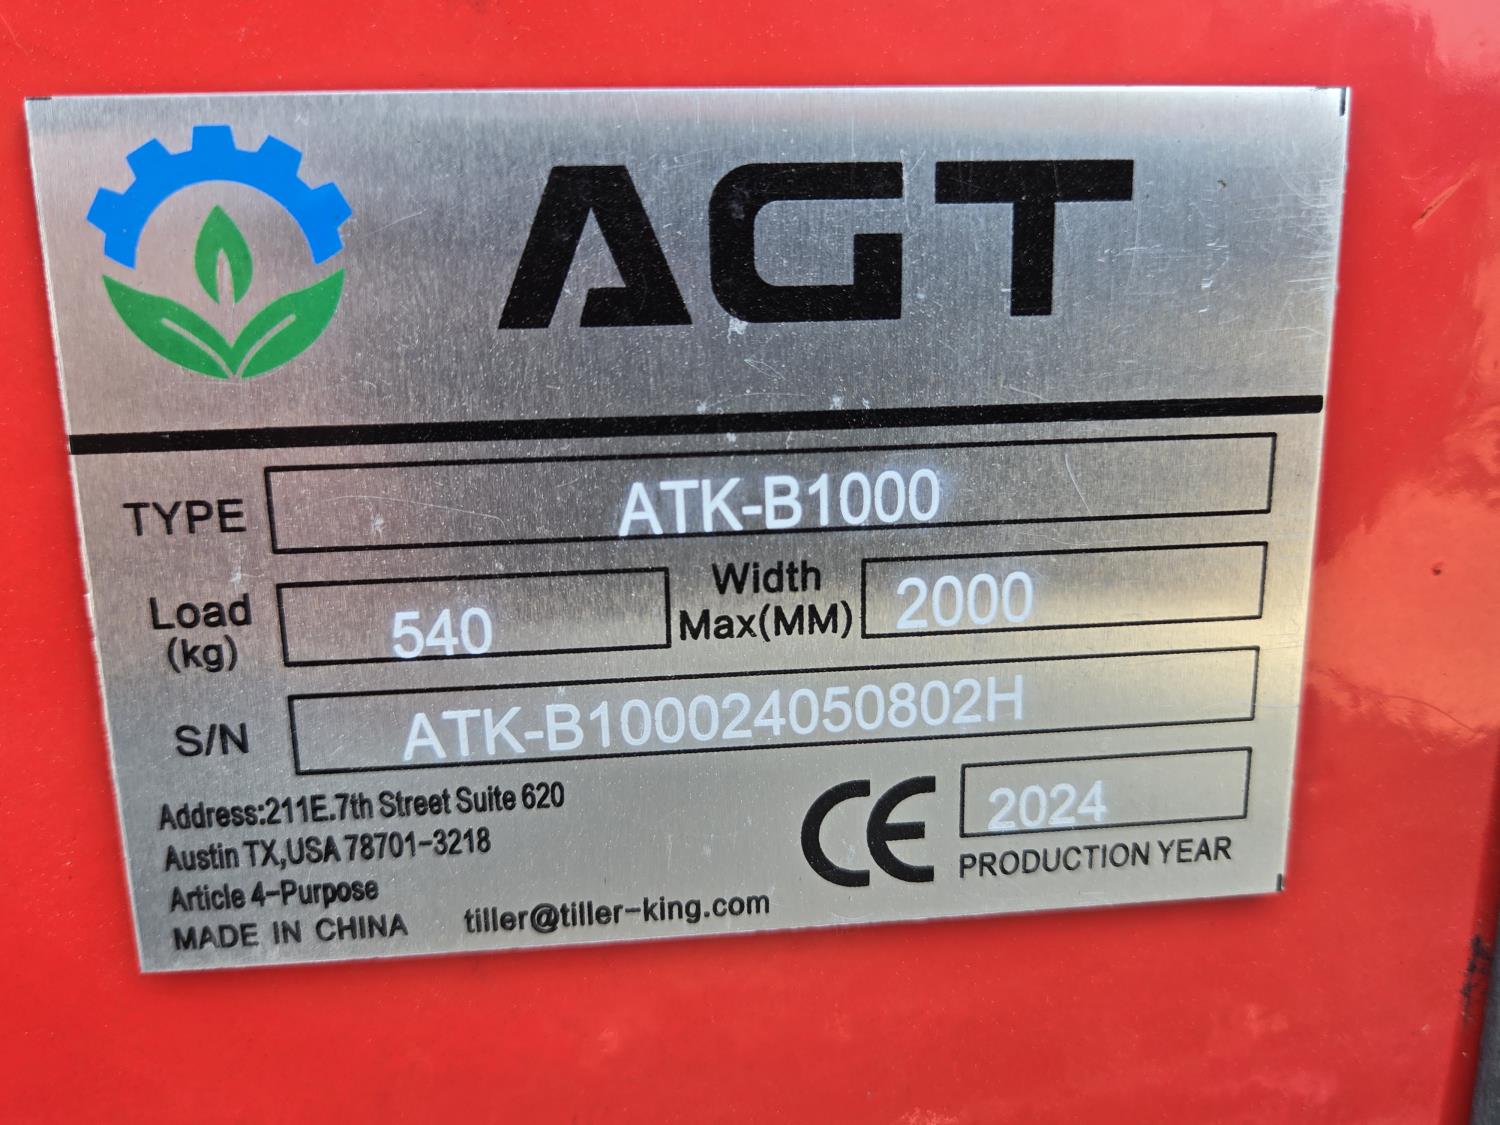 AGT
TYPE ATK-B1000
Load (kg) 540 Width Max(MM) 2000
S/N ATK-B100024050802H
Address:211E.7th Street Suite 620
Austin TX,USA 78701-3218
Article 4-Purpose
MADE IN CHINA tiller@tiller-king.com
CE 2024
PRODUCTION YEAR